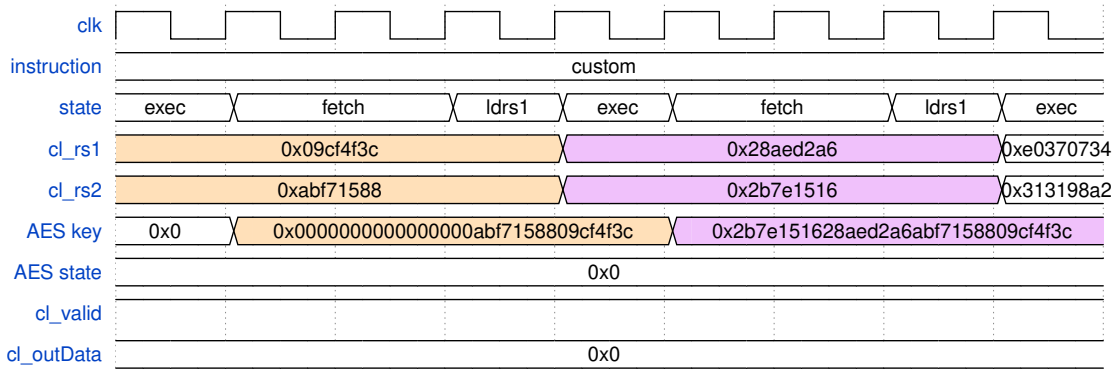 clk
instruction custom
state exec fetch ldrs1 exec fetch ldrs1 exec
cl_rs1 0x09cf4f3c 0x28aed2a6 0xe0370734
cl_rs2 0xabf71588 0x2b7e1516 0x313198a2
AES key 0x0 0x0000000000000000abf7158809cf4f3c 0x2b7e151628aed2a6abf7158809cf4f3c
AES state 0x0
cl_valid
cl_outData 0x0